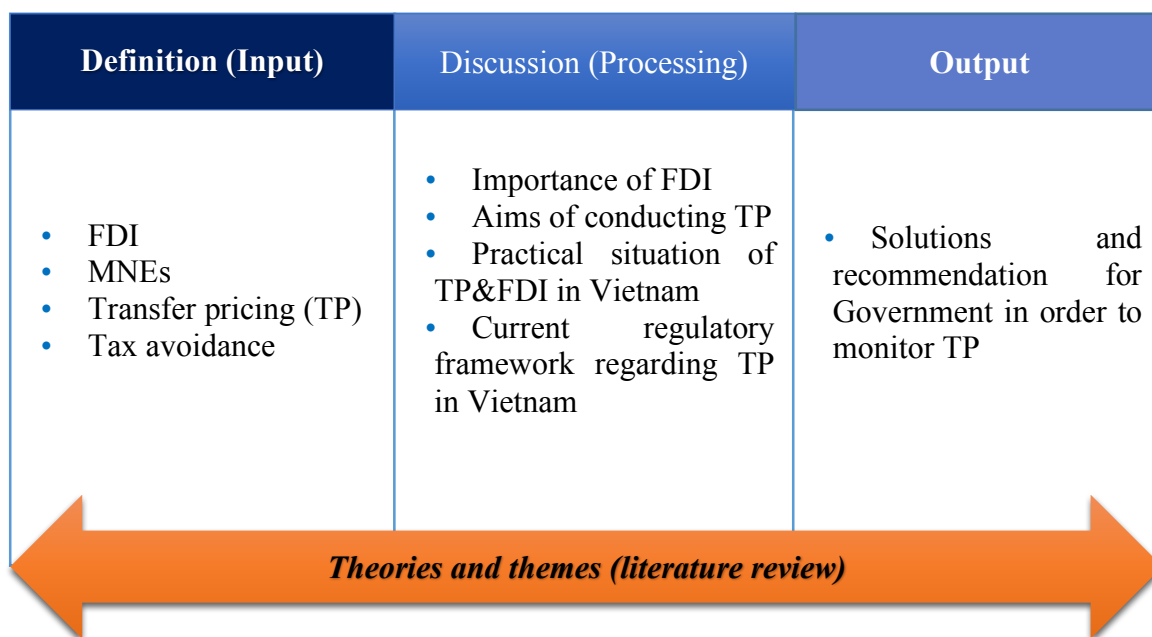 Definition (Input)
Discussion (Processing)
Output
• FDI
• MNEs
• Transfer pricing (TP)
• Tax avoidance
• Importance of FDI
• Aims of conducting TP
• Practical situation of
TP&FDI in Vietnam
• Current regulatory
framework regarding TP
in Vietnam
• Solutions and
recommendation for
Government in order to
monitor TP
Theories and themes (literature review)